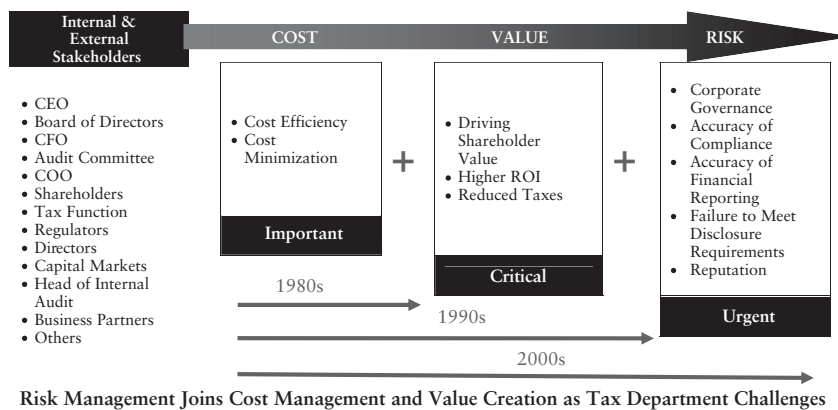 Internal &
External
Stakeholders
COST
VALUE
RISK
• CEO
• Board of Directors
• CFO
• Audit Committee
• COO
• Shareholders
• Tax Function
• Regulators
• Directors
• Capital Markets
• Head of Internal
Audit
• Business Partners
• Others
• Cost Efficiency
• Cost
Minimization
Important
+
• Driving
Shareholder
Value
• Higher ROI
• Reduced Taxes
Critical
+
• Corporate
Governance
• Accuracy of
Compliance
• Accuracy of
Financial
Reporting
• Failure to Meet
Disclosure
Requirements
• Reputation
Urgent
1980s
1990s
2000s
Risk Management Joins Cost Management and Value Creation as Tax Department Challenges